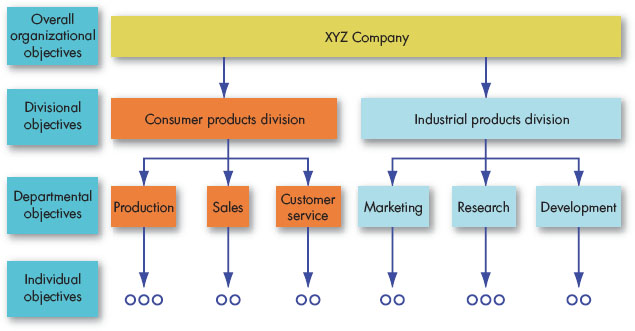 Overall
organizational
objectives
XYZ Company
Divisional
objectives
Consumer products division
Industrial products division
Departmental
objectives
Production
Sales
Customer
service
Marketing
Research
Development
Individual
objectives